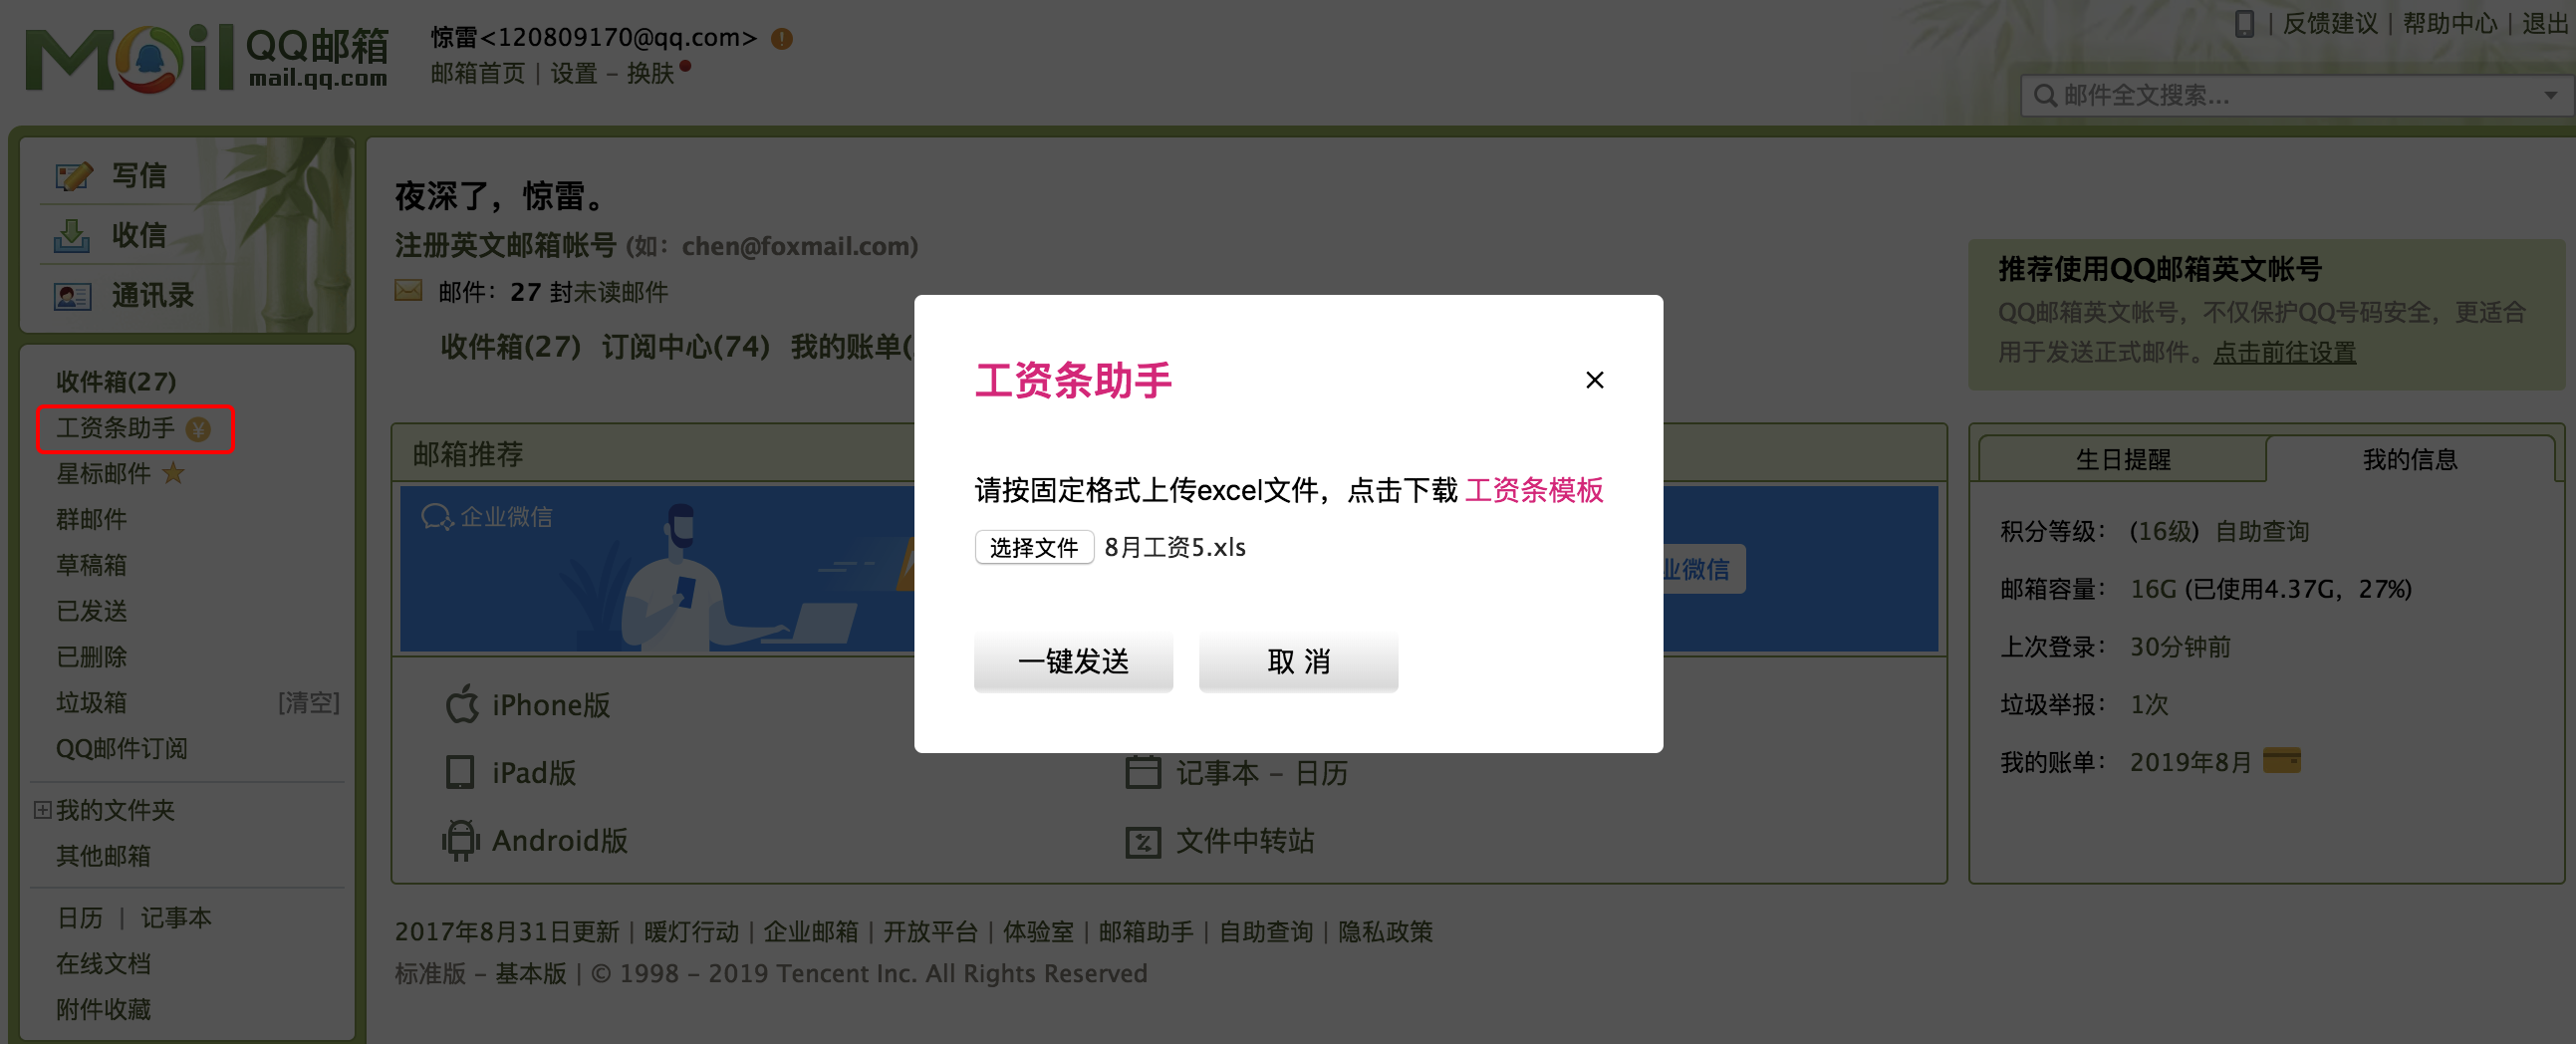 Mail QQ邮箱
mail.qq.com
惊雷<120809170@qq.com> !
邮箱首页 | 设置 - 换肤
| 反馈建议 | 帮助中心 | 退出
邮件全文搜索...
写信
收信
通讯录
收件箱(27)
工资条助手 ¥
星标邮件
群邮件
草稿箱
已发送
已删除
垃圾箱 [清空]
QQ邮件订阅
我的文件夹
其他邮箱
日历 | 记事本
在线文档
附件收藏
夜深了，惊雷。
注册英文邮箱帐号 (如：chen@foxmail.com)
邮件：27 封未读邮件
收件箱(27) 订阅中心(74) 我的账单(
邮箱推荐
企业微信
业微信
工资条助手 ×
请按固定格式上传excel文件，点击下载 工资条模板
选择文件 8月工资5.xls
一键发送 取 消
iPhone版
iPad版
记事本 - 日历
Android版
文件中转站
推荐使用QQ邮箱英文帐号
QQ邮箱英文帐号，不仅保护QQ号码安全，更适合
用于发送正式邮件。点击前往设置
生日提醒 我的信息
积分等级： (16级) 自助查询
邮箱容量： 16G (已使用4.37G，27%)
上次登录： 30分钟前
垃圾举报： 1次
我的账单： 2019年8月
2017年8月31日更新 | 暖灯行动 | 企业邮箱 | 开放平台 | 体验室 | 邮箱助手 | 自助查询 | 隐私政策
标准版 - 基本版 | © 1998 - 2019 Tencent Inc. All Rights Reserved